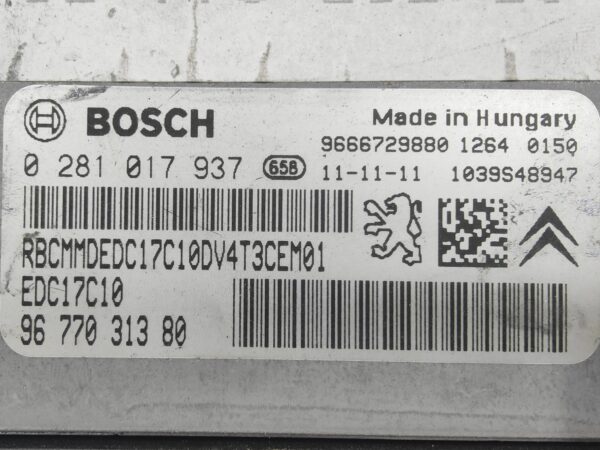 BOSCH
Made in Hungary
9666729880 1264 0150
0 281 017 937 658 11-11-11 1039S48947
RBCMMDEDC17C10DV4T3CEM01
EDC17C10
96 770 313 80